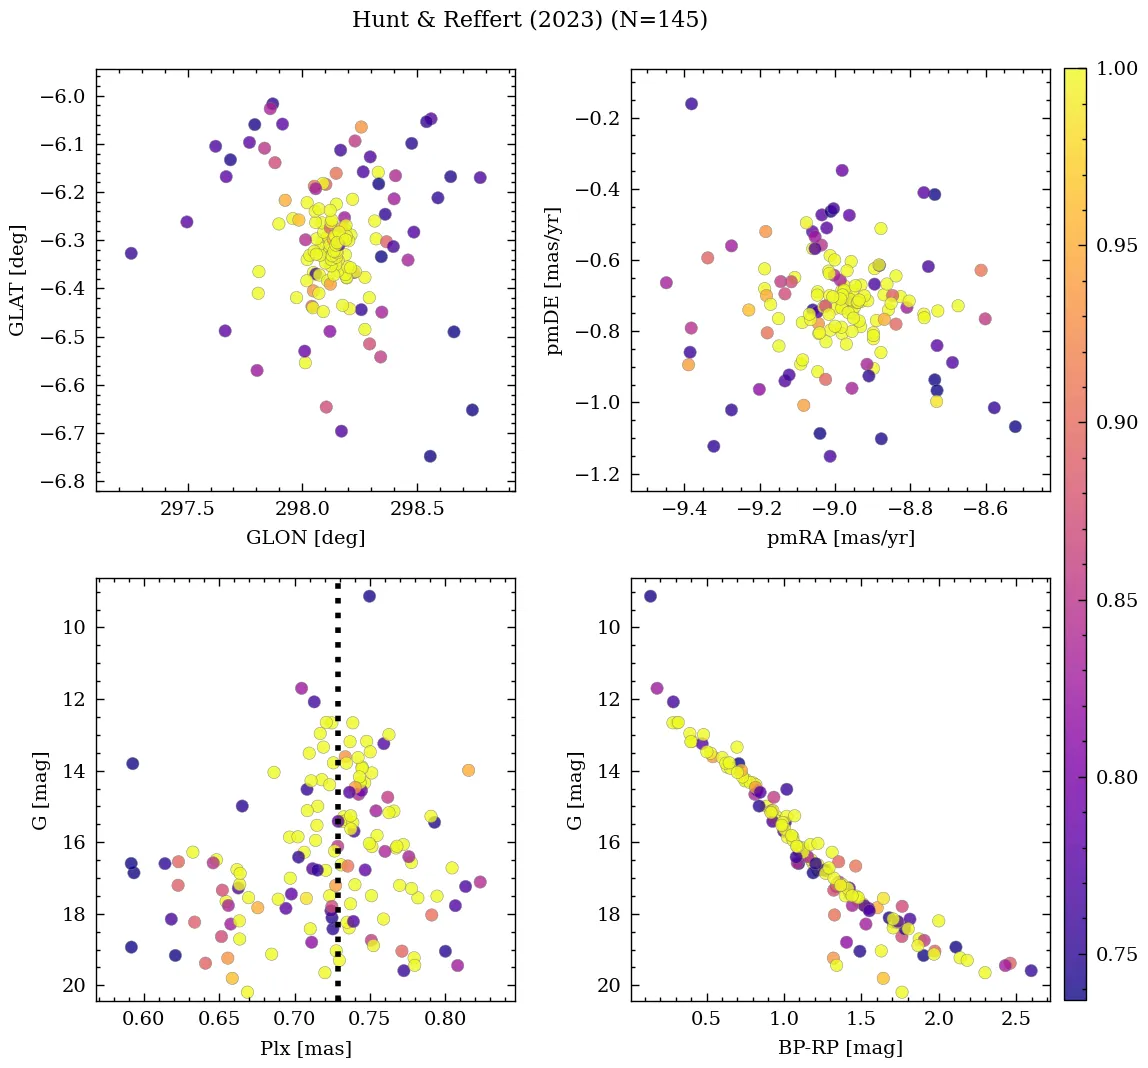 Hunt & Reffert (2023) (N=145)
−6.0
−6.1
−6.2
−6.3
−6.4
−6.5
−6.6
−6.7
−6.8
GLAT [deg]
297.5 298.0 298.5
GLON [deg]
−0.2
−0.4
−0.6
−0.8
−1.0
−1.2
pmDE [mas/yr]
−9.4 −9.2 −9.0 −8.8 −8.6
pmRA [mas/yr]
10
12
14
16
18
20
G [mag]
0.60 0.65 0.70 0.75 0.80
Plx [mas]
10
12
14
16
18
20
G [mag]
0.5 1.0 1.5 2.0 2.5
BP-RP [mag]
1.00
0.95
0.90
0.85
0.80
0.75